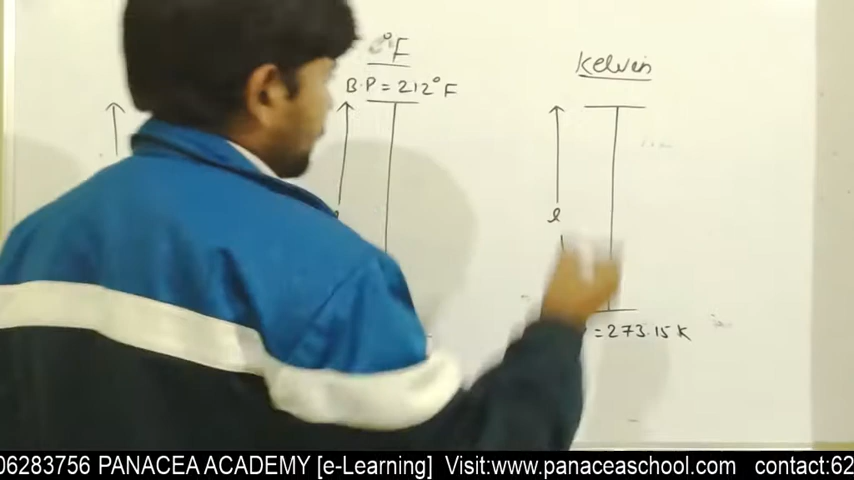 °F
B.P = 212°F
Kelvin
l
l
= 273.15 K
06283756 PANACEA ACADEMY [e-Learning] Visit:www.panaceaschool.com contact:62